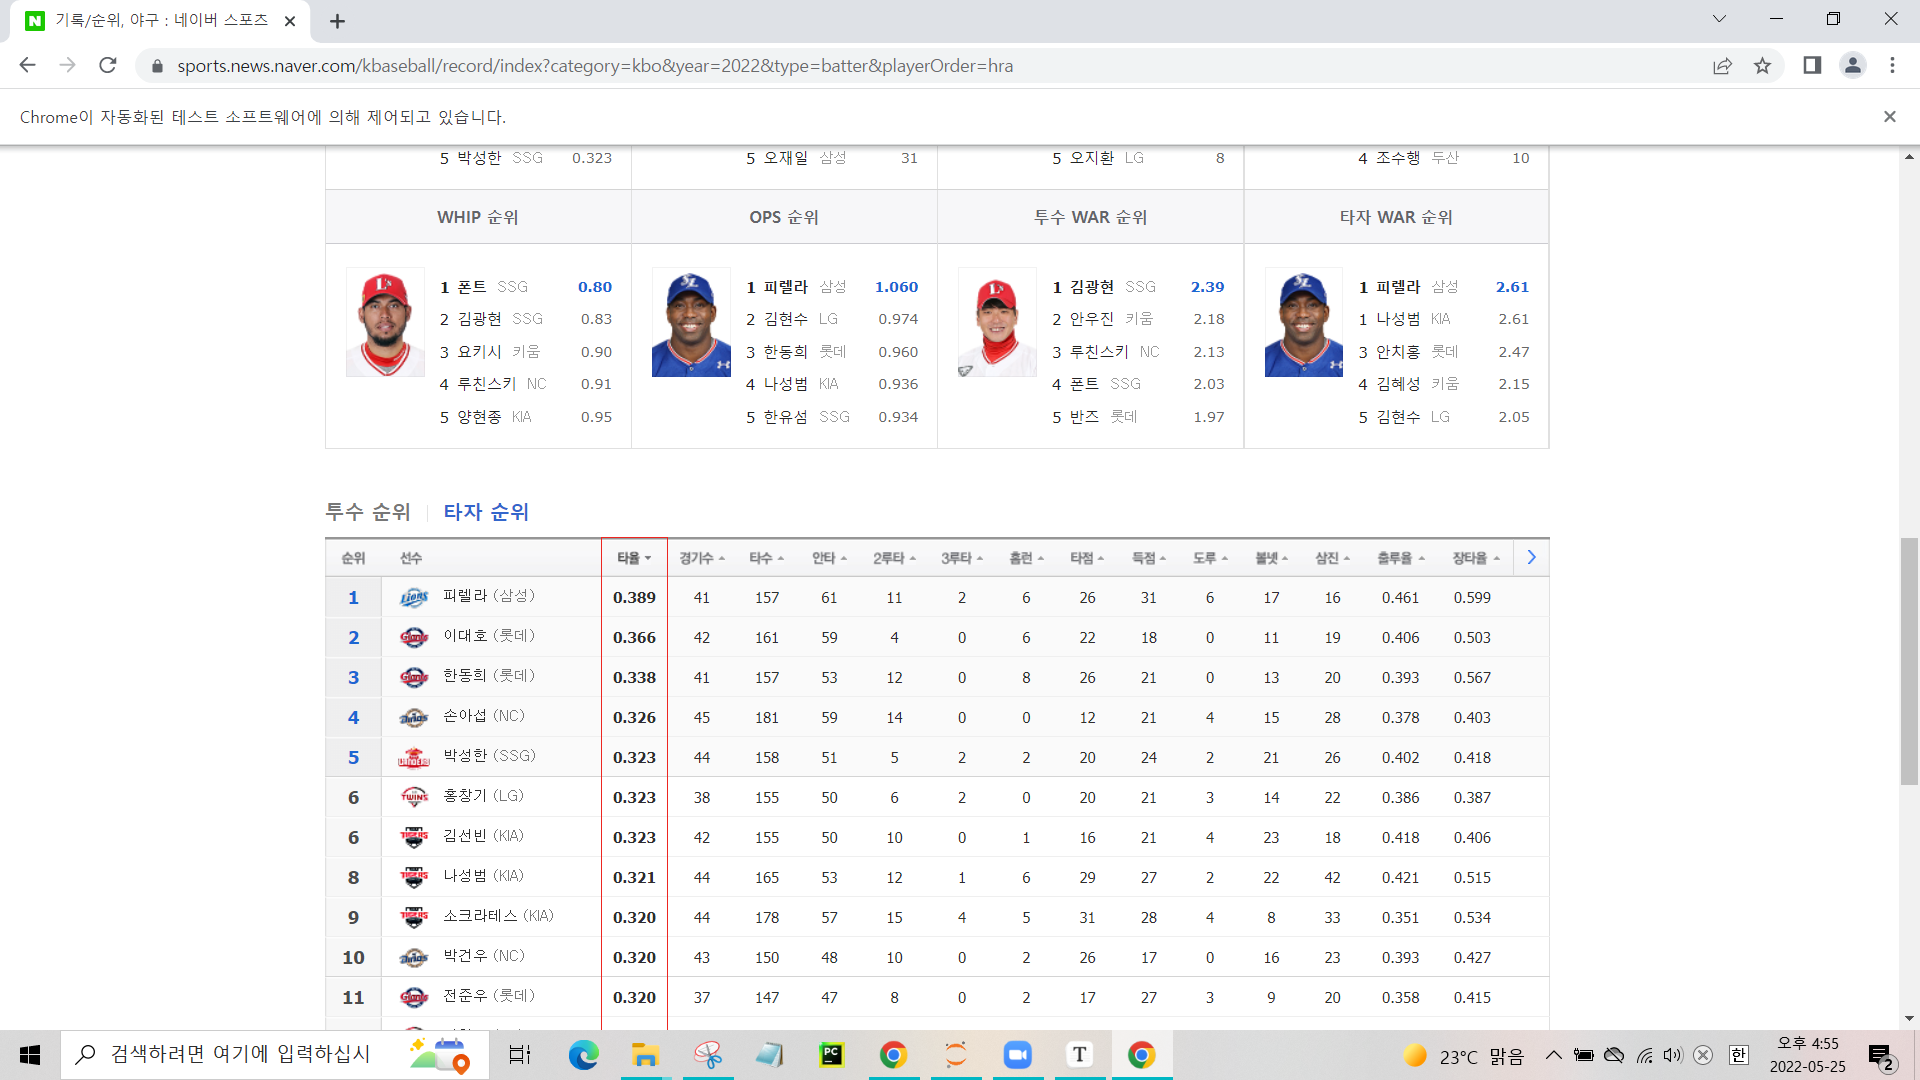 기록/순위, 야구 : 네이버 스포츠
sports.news.naver.com/kbaseball/record/index?category=kbo&year=2022&type=batter&playerOrder=hra
Chrome이 자동화된 테스트 소프트웨어에 의해 제어되고 있습니다.
5 박성한 SSG 0.323 5 오재일 삼성 31 5 오지환 LG 8 4 조수행 두산 10
WHIP 순위 OPS 순위 투수 WAR 순위 타자 WAR 순위
1 폰트 SSG 0.80 1 피렐라 삼성 1.060 1 김광현 SSG 2.39 1 피렐라 삼성 2.61
2 김광현 SSG 0.83 2 김현수 LG 0.974 2 안우진 키움 2.18 1 나성범 KIA 2.61
3 요키시 키움 0.90 3 한동희 롯데 0.960 3 루친스키 NC 2.13 3 안치홍 롯데 2.47
4 루친스키 NC 0.91 4 나성범 KIA 0.936 4 폰트 SSG 2.03 4 김혜성 키움 2.15
5 양현종 KIA 0.95 5 한유섬 SSG 0.934 5 반즈 롯데 1.97 5 김현수 LG 2.05
투수 순위 타자 순위
순위 선수 타율 경기수 타수 안타 2루타 3루타 홈런 타점 득점 도루 볼넷 삼진 출루율 장타율
1 피렐라 (삼성) 0.389 41 157 61 11 2 6 26 31 6 17 16 0.461 0.599
2 이대호 (롯데) 0.366 42 161 59 4 0 6 22 18 0 11 19 0.406 0.503
3 한동희 (롯데) 0.338 41 157 53 12 0 8 26 21 0 13 20 0.393 0.567
4 손아섭 (NC) 0.326 45 181 59 14 0 0 12 21 4 15 28 0.378 0.403
5 박성한 (SSG) 0.323 44 158 51 5 2 2 20 24 2 21 26 0.402 0.418
6 홍창기 (LG) 0.323 38 155 50 6 2 0 20 21 3 14 22 0.386 0.387
6 김선빈 (KIA) 0.323 42 155 50 10 0 1 16 21 4 23 18 0.418 0.406
8 나성범 (KIA) 0.321 44 165 53 12 1 6 29 27 2 22 42 0.421 0.515
9 소크라테스 (KIA) 0.320 44 178 57 15 4 5 31 28 4 8 33 0.351 0.534
10 박건우 (NC) 0.320 43 150 48 10 0 2 26 17 0 16 23 0.393 0.427
11 전준우 (롯데) 0.320 37 147 47 8 0 2 17 27 3 9 20 0.358 0.415
검색하려면 여기에 입력하십시
23°C 맑음
한
오후 4:55
2022-05-25
2